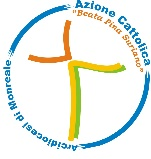 Azione Cattolica
"Beata Pina Suriano"
Arcidiocesi di Monreale